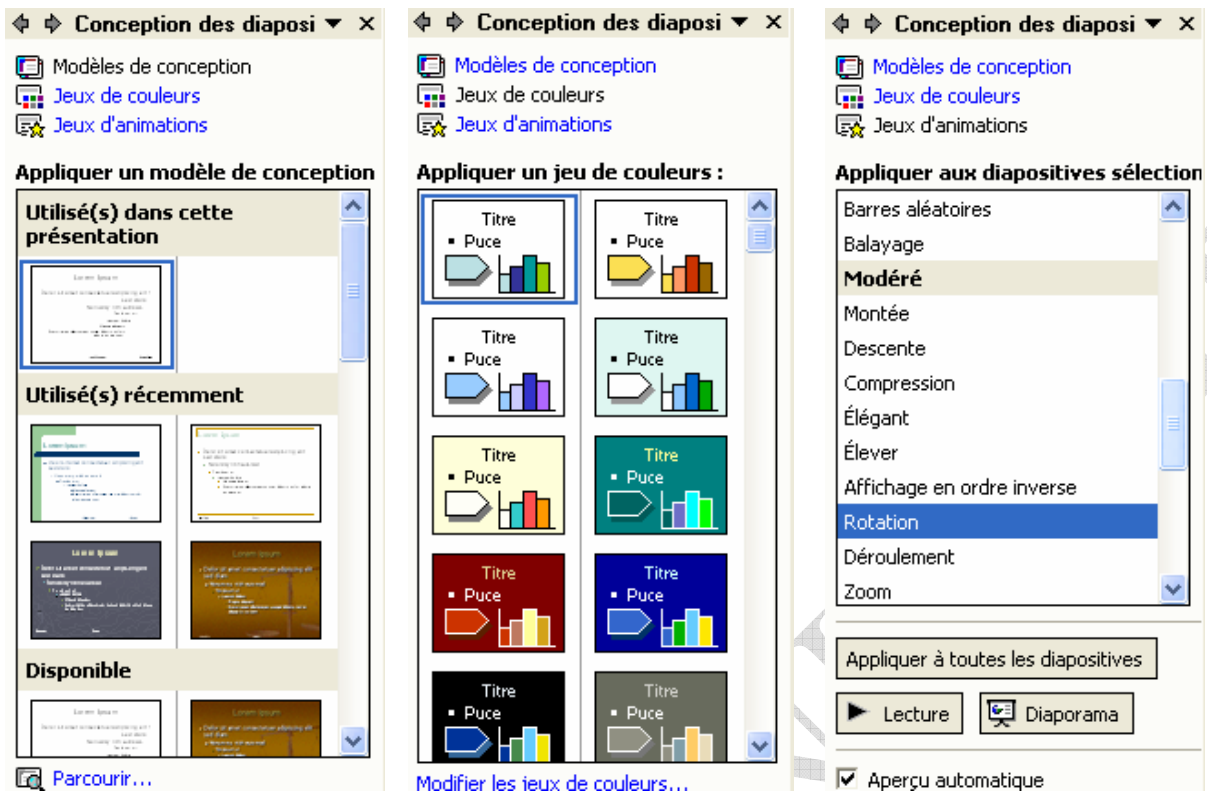 Conception des diaposi
Modèles de conception
Jeux de couleurs
Jeux d'animations
Appliquer un modèle de conception
Utilisé(s) dans cette
présentation
Utilisé(s) récemment
Disponible
Parcourir...
Conception des diaposi
Modèles de conception
Jeux de couleurs
Jeux d'animations
Appliquer un jeu de couleurs :
Titre
▪ Puce
Titre
▪ Puce
Titre
▪ Puce
Titre
▪ Puce
Titre
▪ Puce
Titre
▪ Puce
Titre
▪ Puce
Titre
▪ Puce
Titre
▪ Puce
Titre
▪ Puce
Modifier les jeux de couleurs...
Conception des diaposi
Modèles de conception
Jeux de couleurs
Jeux d'animations
Appliquer aux diapositives sélection
Barres aléatoires
Balayage
Modéré
Montée
Descente
Compression
Élégant
Élever
Affichage en ordre inverse
Rotation
Déroulement
Zoom
Appliquer à toutes les diapositives
Lecture
Diaporama
Aperçu automatique